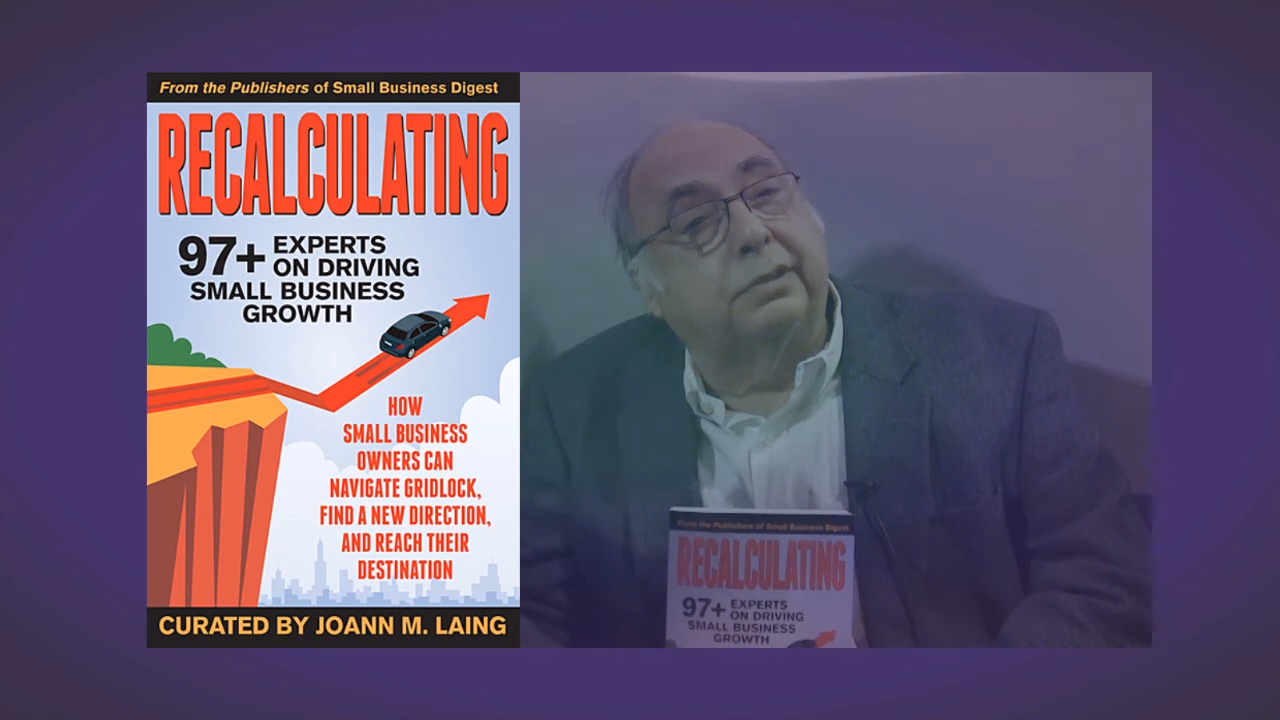 From the Publishers of Small Business Digest
RECALCULATING
97+ EXPERTS
ON DRIVING
SMALL BUSINESS
GROWTH
HOW
SMALL BUSINESS
OWNERS CAN
NAVIGATE GRIDLOCK,
FIND A NEW DIRECTION,
AND REACH THEIR
DESTINATION
CURATED BY JOANN M. LAING
From the Publishers of Small Business Digest
RECALCULATING
97+ EXPERTS
ON DRIVING
SMALL BUSINESS
GROWTH